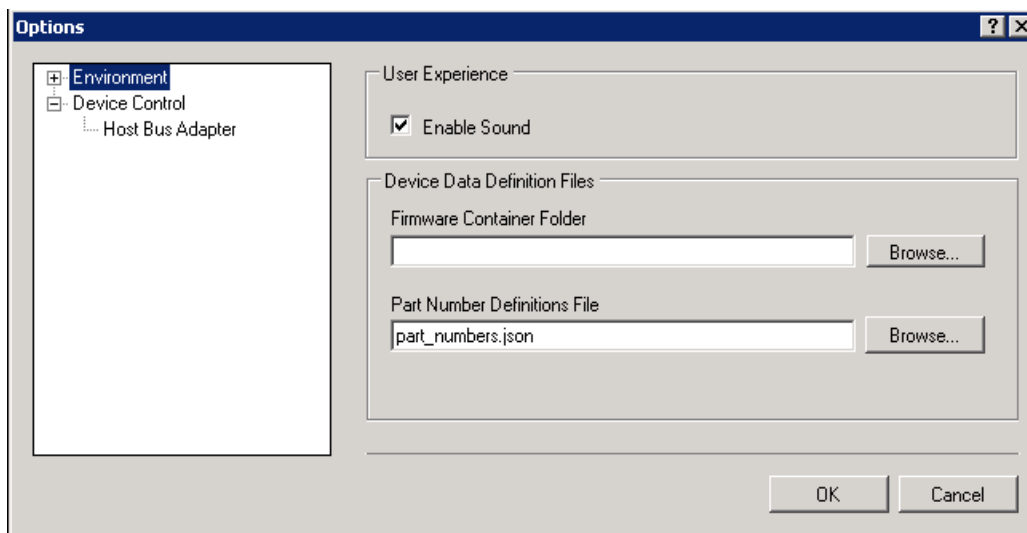 Options
Environment
Device Control
Host Bus Adapter
User Experience
Enable Sound
Device Data Definition Files
Firmware Container Folder
Browse...
Part Number Definitions File
part_numbers.json
Browse...
OK
Cancel